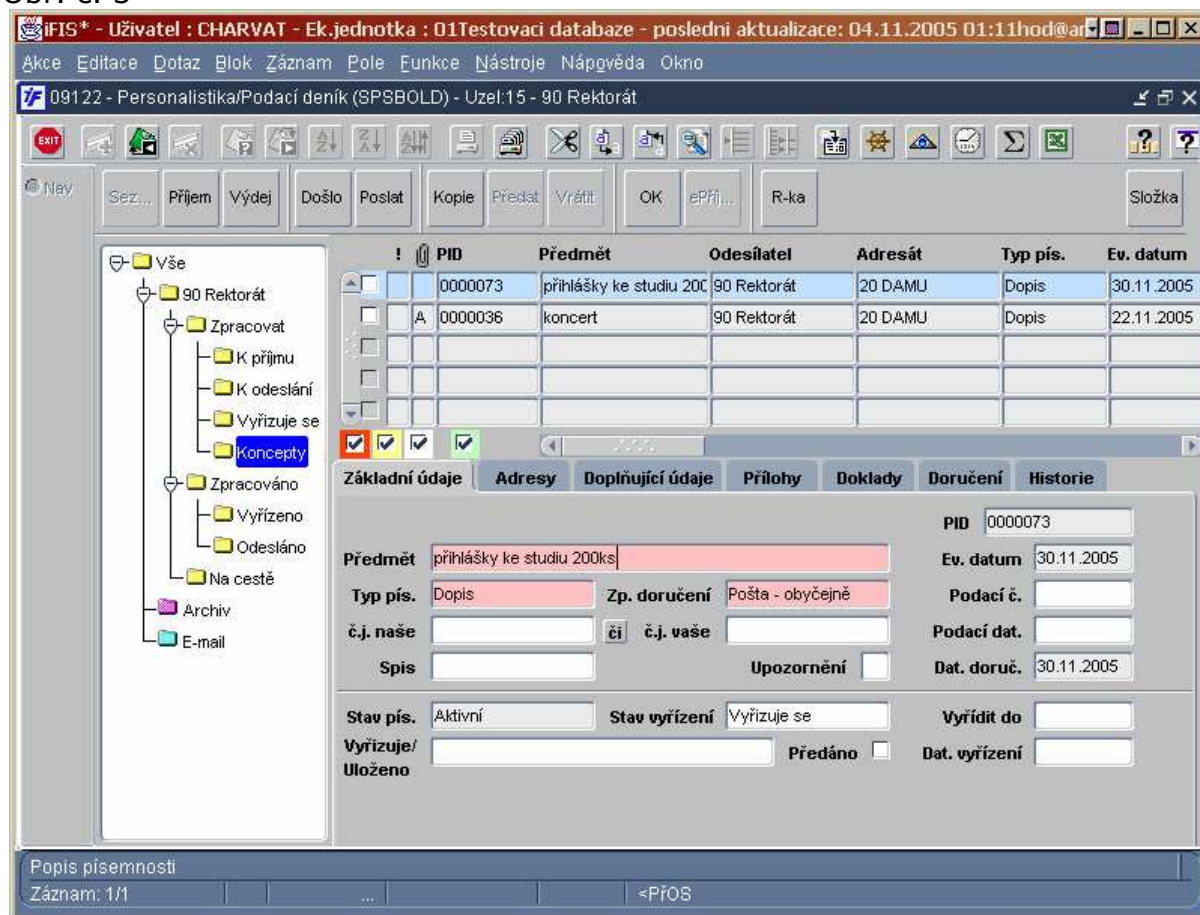 iFIS* - Uživatel : CHARVAT - Ek.jednotka : 01Testovaci databaze - posledni aktualizace: 04.11.2005 01:11hod@ar
Akce Editace Dotaz Blok Záznam Pole Funkce Nástroje Nápověda Okno
09122 - Personalistika/Podací deník (SPSBOLD) - Uzel:15 - 90 Rektorát
EXIT
Nav
Sez... Příjem Výdej Došlo Poslat Kopie Předat Vrátit OK ePříj... R-ka Složka
Vše
90 Rektorát
Zpracovat
K příjmu
K odeslání
Vyřizuje se
Koncepty
Zpracováno
Vyřízeno
Odesláno
Na cestě
Archiv
E-mail
! PID Předmět Odesílatel Adresát Typ pís. Ev. datum
0000073 přihlášky ke studiu 200 90 Rektorát 20 DAMU Dopis 30.11.2005
A 0000036 koncert 90 Rektorát 20 DAMU Dopis 22.11.2005
Základní údaje Adresy Doplňující údaje Přílohy Doklady Doručení Historie
PID 0000073
Předmět přihlášky ke studiu 200ks Ev. datum 30.11.2005
Typ pís. Dopis Zp. doručení Pošta - obyčejně Podací č.
č.j. naše či č.j. vaše Podací dat.
Spis Upozornění Dat. doruč. 30.11.2005
Stav pís. Aktivní Stav vyřízení Vyřizuje se Vyřídit do
Vyřizuje/
Uloženo Předáno Dat. vyřízení
Popis písemnosti
Záznam: 1/1 ... <PřOS